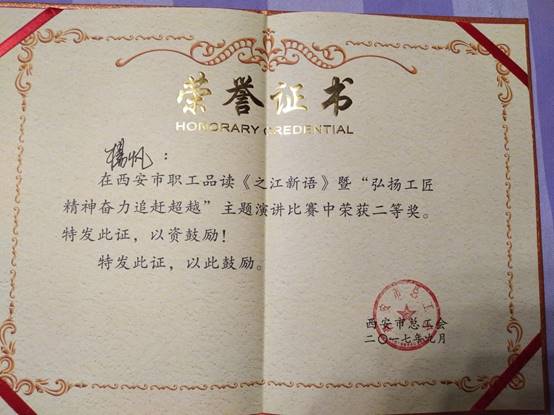 荣誉证书
HONORARY CREDENTIAL
杨帆：
在西安市职工品读《之江新语》暨“弘扬工匠
精神奋力追赶超越”主题演讲比赛中荣获二等奖。
特发此证，以资鼓励！
特发此证，以此鼓励。
西安市总工会
二〇一七年九月